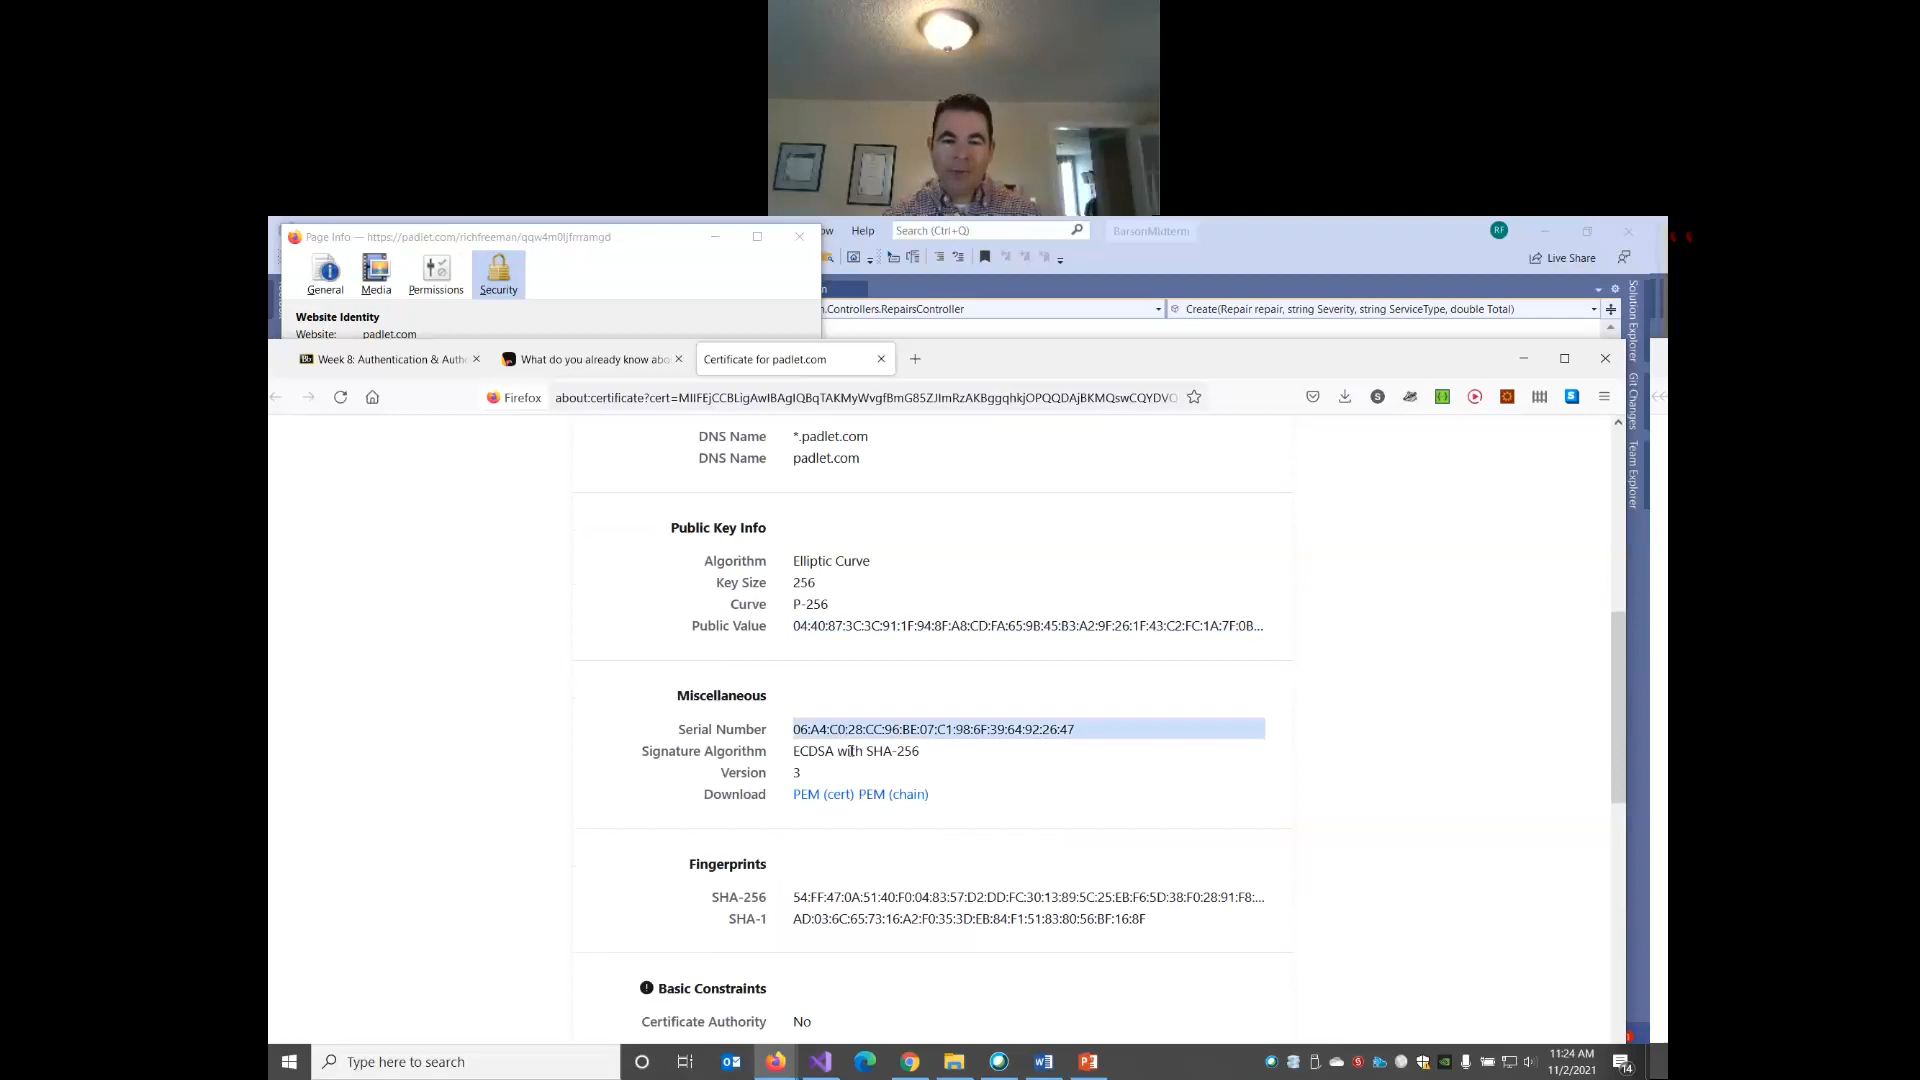 Page Info — https://padlet.com/richfreeman/qqw4m0ljfrrramgd
ow Help Search (Ctrl+Q) BarsonMidterm RF
General Media Permissions Security
Live Share
Website Identity
Website: padlet.com
n.Controllers.RepairsController Create(Repair repair, string Severity, string ServiceType, double Total)
Solution Explorer
Git Changes
Team Explorer
Week 8: Authentication & Auth What do you already know abo Certificate for padlet.com
Firefox about:certificate?cert=MIIFEjCCBLigAwIBAgIQBqTAKMyWvgfBmG85ZJImRzAKBggqhkjOPQQDAjBKMQswCQYDVQ
DNS Name *.padlet.com
DNS Name padlet.com
Public Key Info
Algorithm Elliptic Curve
Key Size 256
Curve P-256
Public Value 04:40:87:3C:3C:91:1F:94:8F:A8:CD:FA:65:9B:45:B3:A2:9F:26:1F:43:C2:FC:1A:7F:0B...
Miscellaneous
Serial Number 06:A4:C0:28:CC:96:BE:07:C1:98:6F:39:64:92:26:47
Signature Algorithm ECDSA with SHA-256
Version 3
Download PEM (cert) PEM (chain)
Fingerprints
SHA-256 54:FF:47:0A:51:40:F0:04:83:57:D2:DD:FC:30:13:89:5C:25:EB:F6:5D:38:F0:28:91:F8:...
SHA-1 AD:03:6C:65:73:16:A2:F0:35:3D:EB:84:F1:51:83:80:56:BF:16:8F
Basic Constraints
Certificate Authority No
Type here to search
11:24 AM
11/2/2021
14